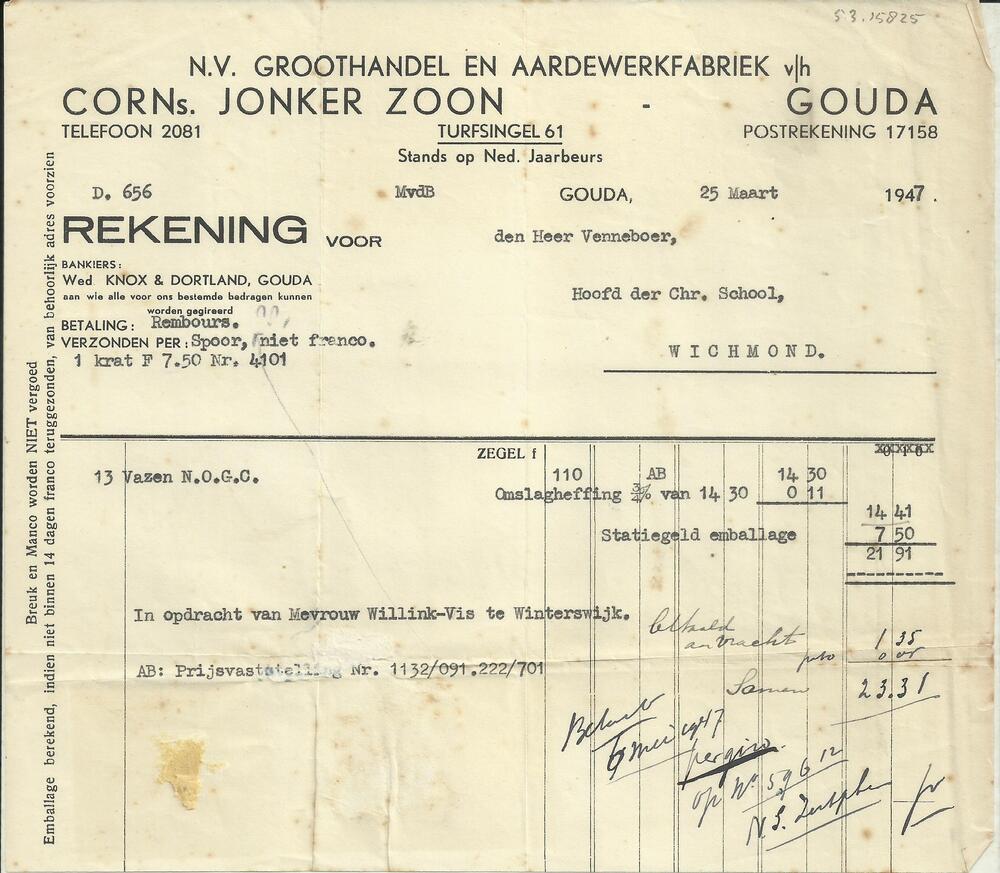 53.15825
N.V. GROOTHANDEL EN AARDEWERKFABRIEK v/h
CORNs. JONKER ZOON - GOUDA
TELEFOON 2081 TURFSINGEL 61 POSTREKENING 17158
Stands op Ned. Jaarbeurs
D. 656 MvdB GOUDA, 25 Maart 1947.
REKENING VOOR den Heer Venneboer,
BANKIERS:
Wed. KNOX & DORTLAND, GOUDA
aan wie alle voor ons bestemde bedragen kunnen
worden gegireerd
Hoofd der Chr. School,
BETALING: Rembours.
VERZONDEN PER: Spoor, niet franco.
1 krat F 7.50 Nr. 4101
WICHMOND.
Breuk en Manco worden NIET vergoed
Emballage berekend, indien niet binnen 14 dagen franco teruggezonden, van behoorlijk adres voorzien
ZEGEL f 0 1 0
13 Vazen N.O.G.C. 110 AB 14 30
Omslagheffing 3/4% van 14 30 0 11
14 41
Statiegeld emballage 7 50
21 91
In opdracht van Mevrouw Willink-Vis te Winterswijk.
betaald
aan vracht 1 35
AB: Prijsvaststelling Nr. 1132/091.222/701
Samen 23.31
Betaald
6 mei 1947
per giro
op No 59612
N.S. Zutphen